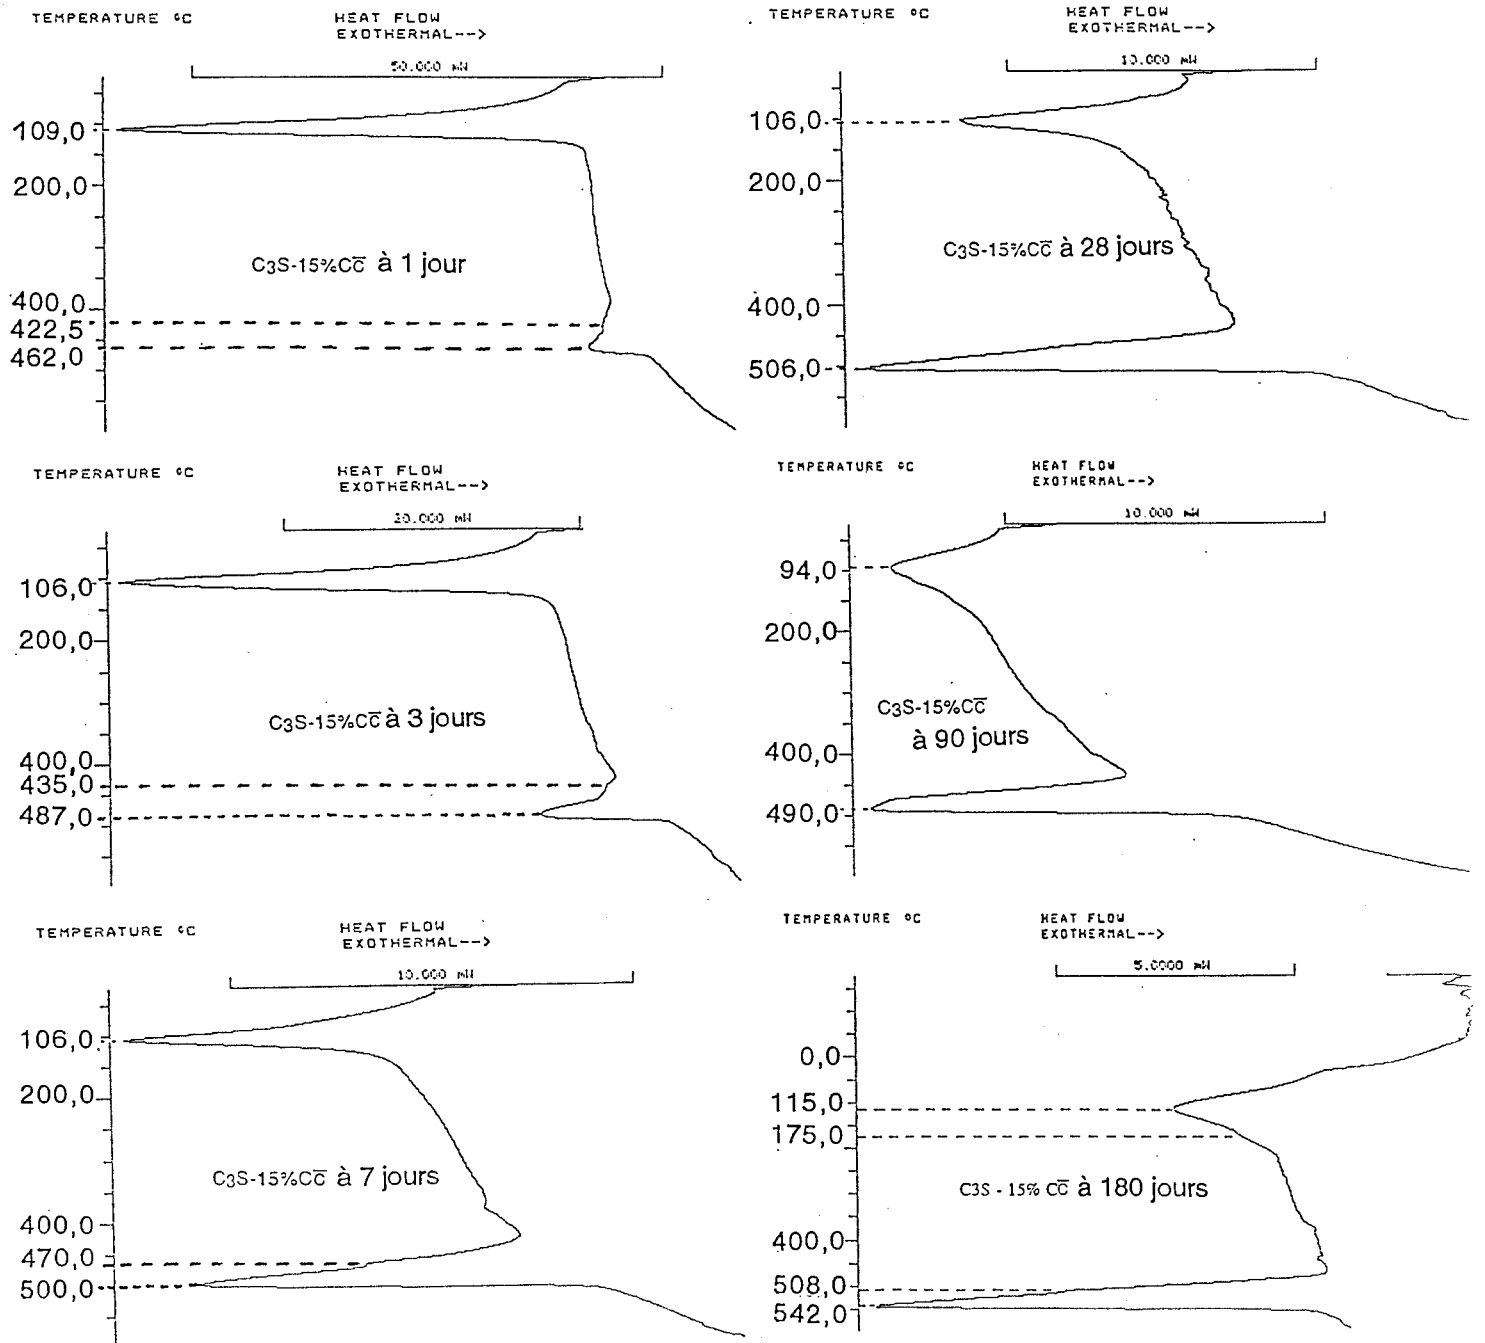 TEMPERATURE °C
HEAT FLOW
EXOTHERMAL-->
50.000 mW
109,0
200,0
C3S-15%Cc̅ à 1 jour
400,0
422,5
462,0
TEMPERATURE °C
HEAT FLOW
EXOTHERMAL-->
20.000 mW
106,0
200,0
C3S-15%Cc̅ à 3 jours
400,0
435,0
487,0
TEMPERATURE °C
HEAT FLOW
EXOTHERMAL-->
10.000 mW
106,0
200,0
C3S-15%Cc̅ à 7 jours
400,0
470,0
500,0
TEMPERATURE °C
HEAT FLOW
EXOTHERMAL-->
10.000 mW
106,0
200,0
C3S-15%Cc̅ à 28 jours
400,0
506,0
TEMPERATURE °C
HEAT FLOW
EXOTHERMAL-->
10.000 mW
94,0
200,0
C3S-15%Cc̅
à 90 jours
400,0
490,0
TEMPERATURE °C
HEAT FLOW
EXOTHERMAL-->
5.0000 mW
0,0
115,0
175,0
C3S - 15% Cc̅ à 180 jours
400,0
508,0
542,0